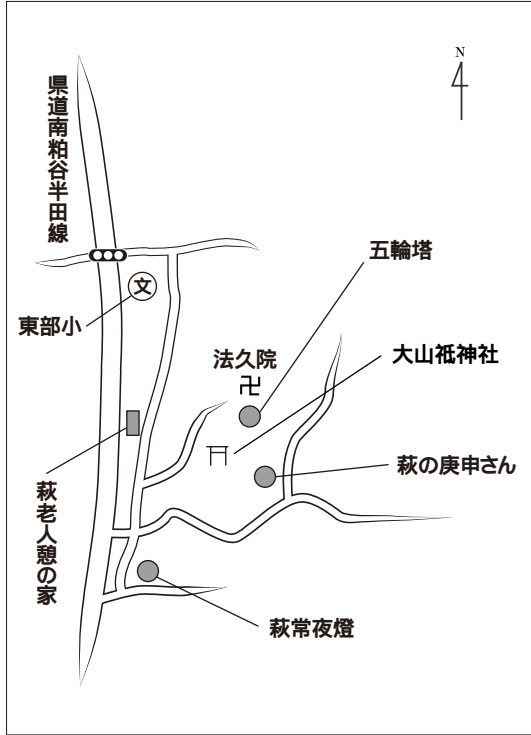 N
県道南粕谷半田線
五輪塔
文
東部小
大山祇神社
法久院
卍
萩の庚申さん
萩老人憩の家
萩常夜燈